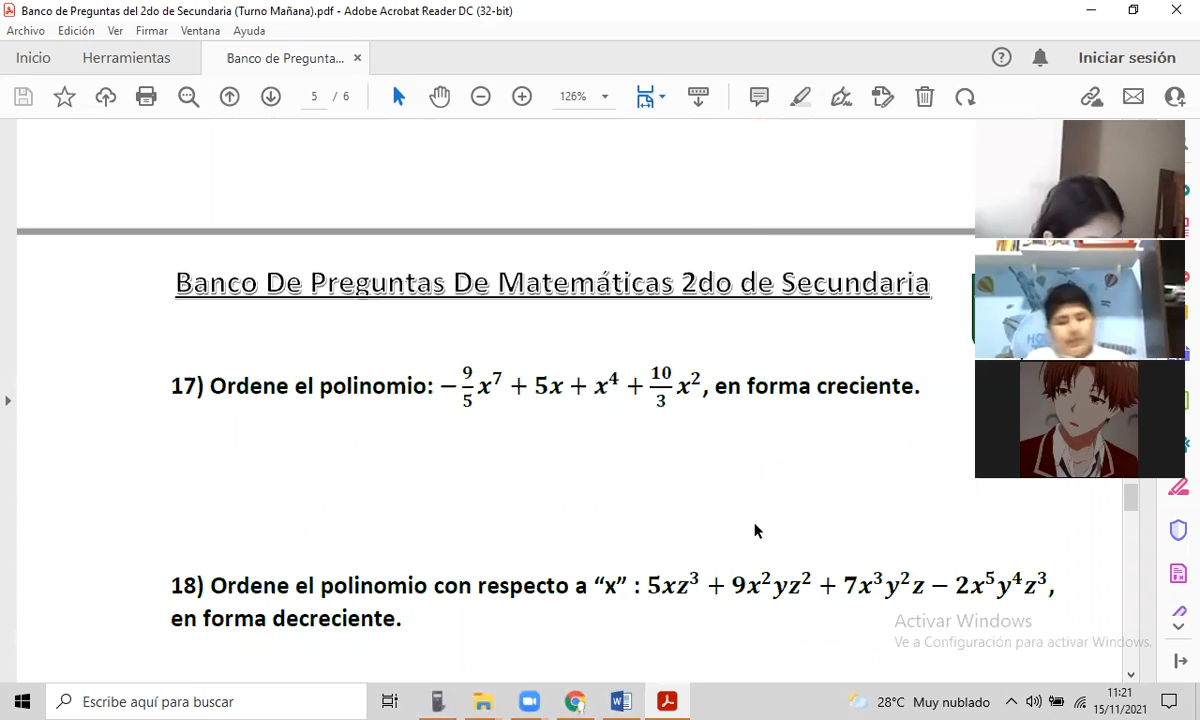 Banco de Preguntas del 2do de Secundaria (Turno Mañana).pdf - Adobe Acrobat Reader DC (32-bit)
Archivo Edición Ver Firmar Ventana Ayuda
Inicio Herramientas Banco de Pregunta... × Iniciar sesión
5 / 6 126%
Banco De Preguntas De Matemáticas 2do de Secundaria
17) Ordene el polinomio: −9/5 x⁷ + 5x + x⁴ + 10/3 x², en forma creciente.
18) Ordene el polinomio con respecto a “x” : 5xz³ + 9x²yz² + 7x³y²z − 2x⁵y⁴z³,
en forma decreciente.
Activar Windows
Ve a Configuración para activar Windows.
Escribe aquí para buscar 28°C Muy nublado 11:21
15/11/2021